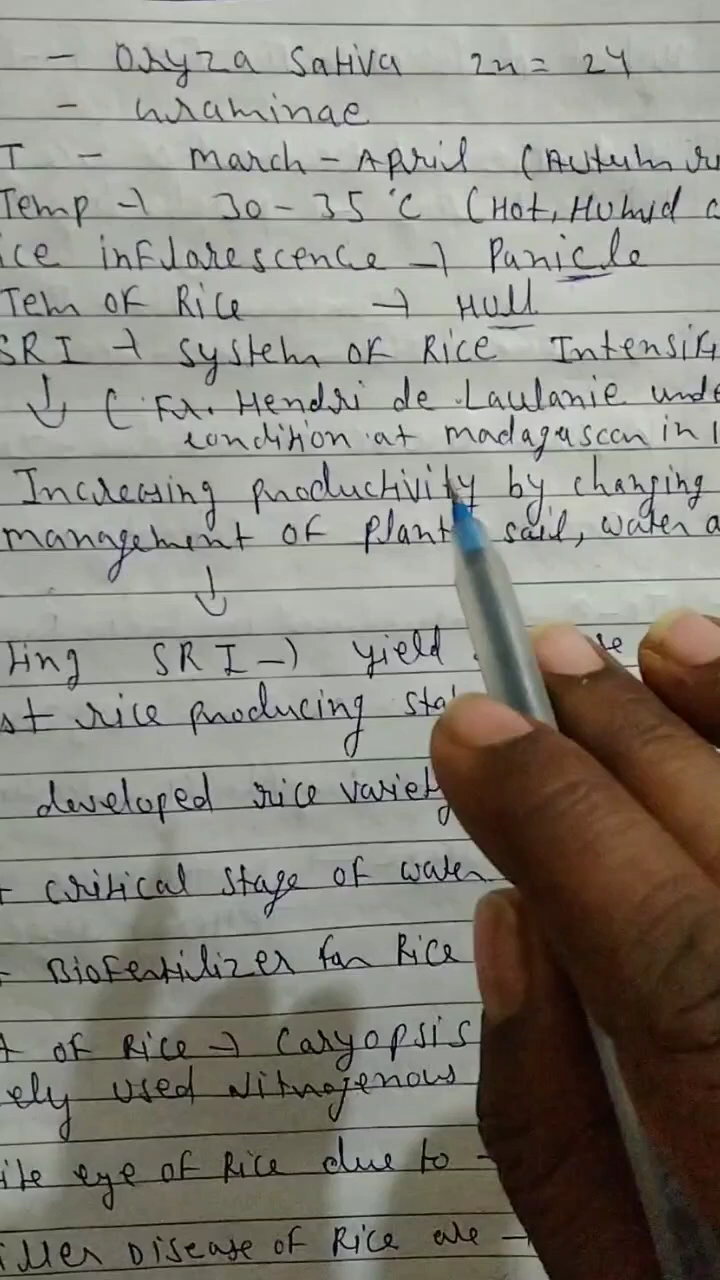 - Oryza Sativa 2n = 24
- Graminae
T - March - April (Autum
Temp → 30 - 35°C (Hot, Humid
ice inflorescence → Panicle
Tem of Rice → Hull
SRI → System of Rice Intensif
↓ ( Fr. Hendri de Laulanie und
condition at madagascar in 1
Increasing productivity by changing
management of Plant, soil, water a
↓
ting SRI → yield
st rice producing sta
developed rice variety
critical stage of water
Biofertilizer for Rice
of Rice → Caryopsis
ely used Nitrogenous
ite eye of Rice due to -
iller Disease of Rice are →